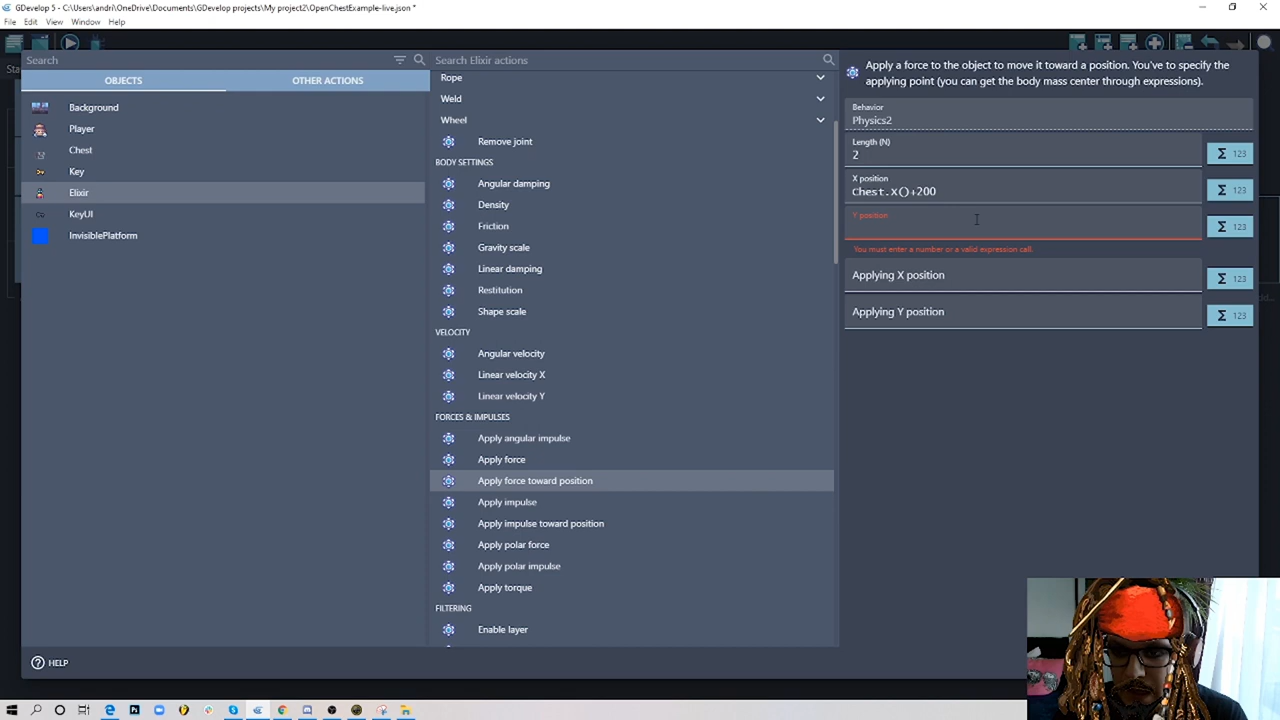 GDevelop 5 - C:\Users\andri\OneDrive\Documents\GDevelop projects\My project2\OpenChestExample-live.json *
File Edit View Window Help
Sta
Search
OBJECTS
OTHER ACTIONS
Background
Player
Chest
Key
Elixir
KeyUI
InvisiblePlatform
HELP
Search Elixir actions
Rope
Weld
Wheel
Remove joint
BODY SETTINGS
Angular damping
Density
Friction
Gravity scale
Linear damping
Restitution
Shape scale
VELOCITY
Angular velocity
Linear velocity X
Linear velocity Y
FORCES & IMPULSES
Apply angular impulse
Apply force
Apply force toward position
Apply impulse
Apply impulse toward position
Apply polar force
Apply polar impulse
Apply torque
FILTERING
Enable layer
Apply a force to the object to move it toward a position. You've to specify the
applying point (you can get the body mass center through expressions).
Behavior
Physics2
Length (N)
2
Σ 123
X position
Chest.X()+200
Σ 123
Y position
Σ 123
You must enter a number or a valid expression call.
Applying X position
Σ 123
Applying Y position
Σ 123